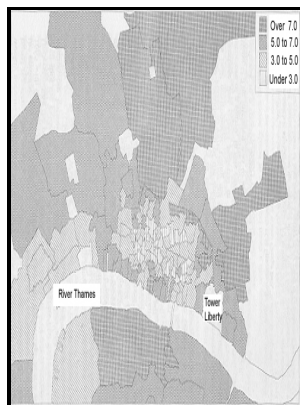 Over 7.0
5.0 to 7.0
3.0 to 5.0
Under 3.0
River Thames
Tower
Liberty